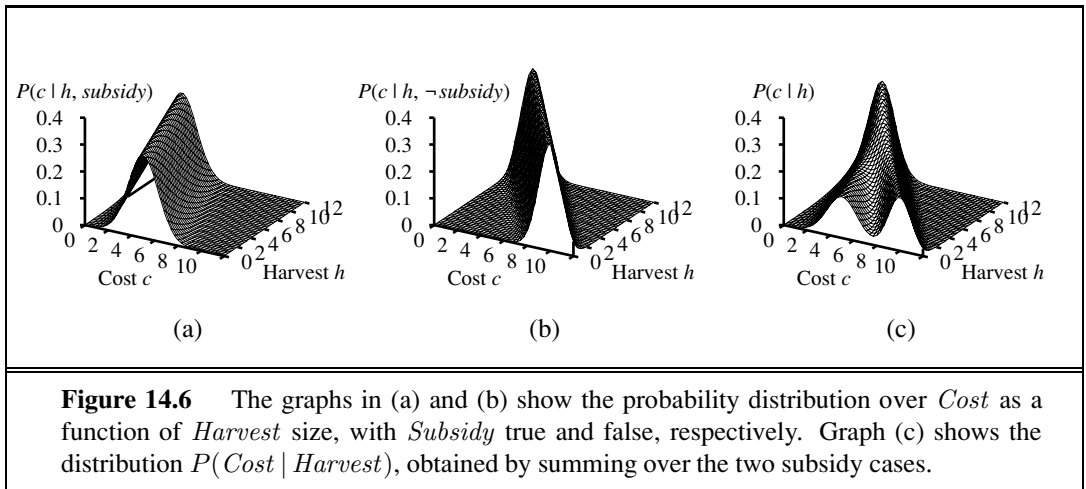 P(c | h, subsidy)
0.4
0.3
0.2
0.1
0
0 2 4 6 8 10
Cost c
0 2 4 6 8 10 12
Harvest h
(a)
P(c | h, ¬ subsidy)
0.4
0.3
0.2
0.1
0
0 2 4 6 8 10
Cost c
0 2 4 6 8 10 12
Harvest h
(b)
P(c | h)
0.4
0.3
0.2
0.1
0
0 2 4 6 8 10
Cost c
0 2 4 6 8 10 12
Harvest h
(c)
Figure 14.6 The graphs in (a) and (b) show the probability distribution over Cost as a
function of Harvest size, with Subsidy true and false, respectively. Graph (c) shows the
distribution P(Cost | Harvest), obtained by summing over the two subsidy cases.